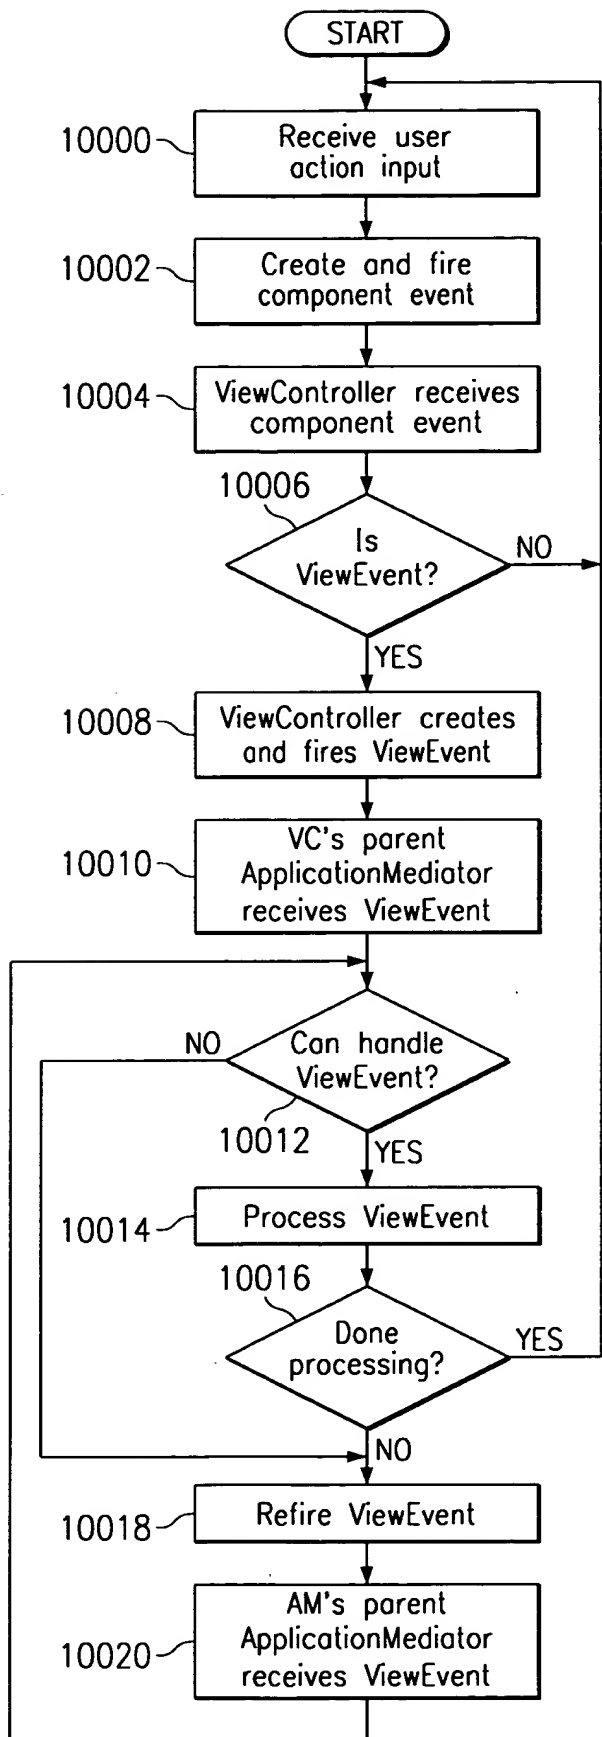 START
10000
Receive user
action input
10002
Create and fire
component event
10004
ViewController receives
component event
10006
Is
ViewEvent?
NO
YES
10008
ViewController creates
and fires ViewEvent
10010
VC's parent
ApplicationMediator
receives ViewEvent
NO
Can handle
ViewEvent?
10012
YES
10014
Process ViewEvent
10016
Done
processing?
YES
NO
10018
Refire ViewEvent
10020
AM's parent
ApplicationMediator
receives ViewEvent